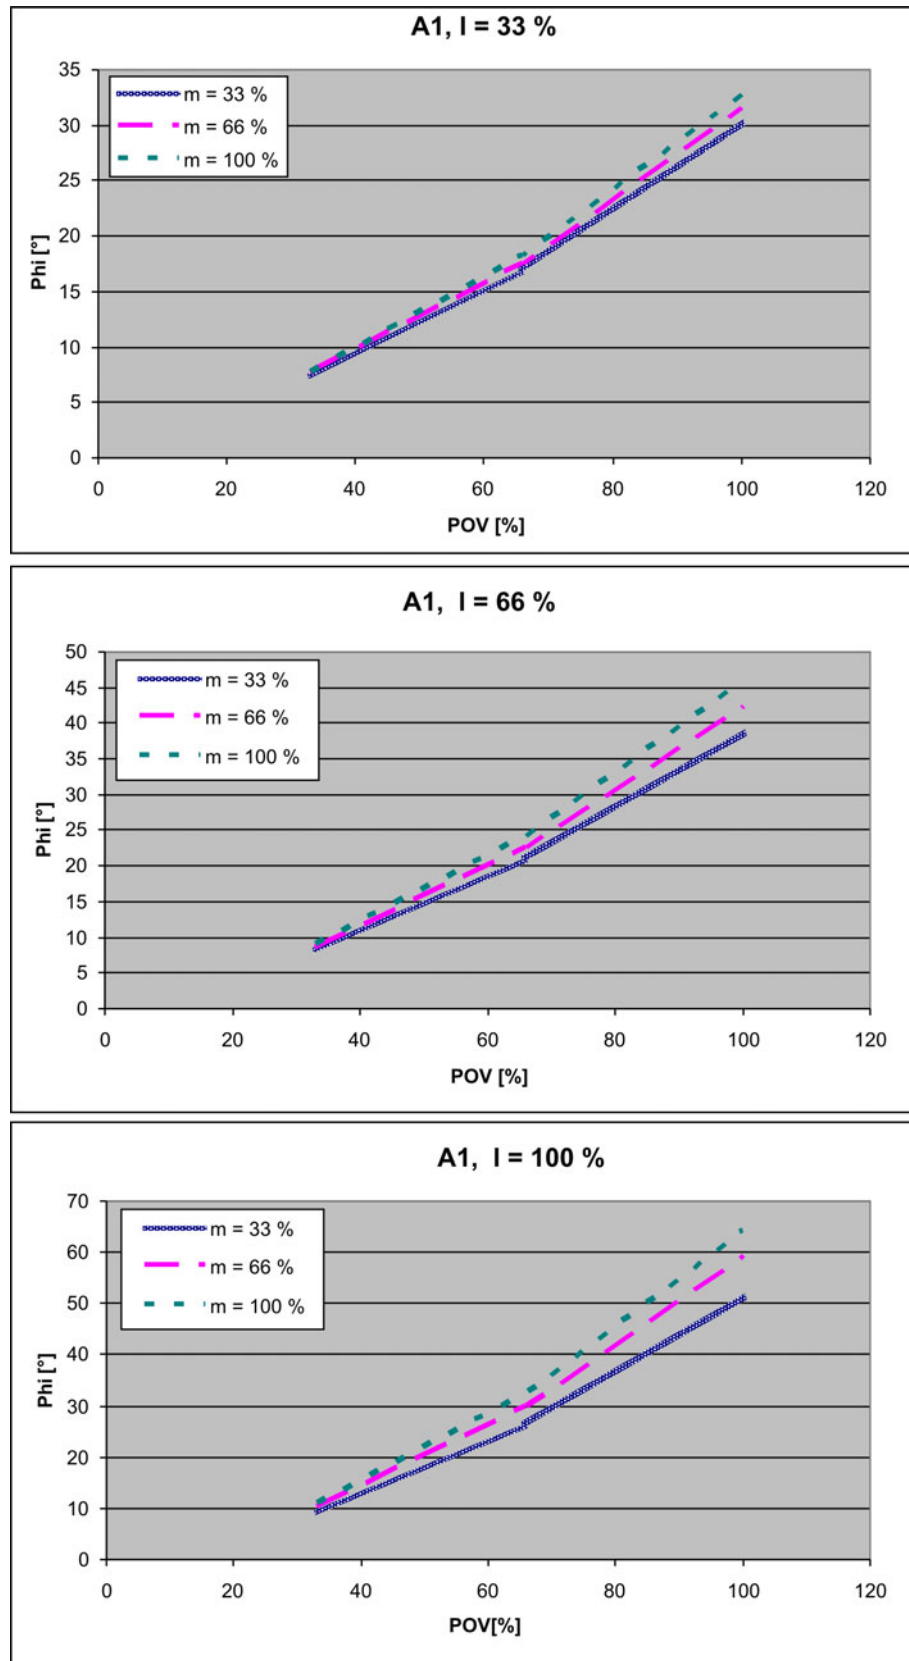 A1, l = 33 %
35
30
25
20
15
10
5
0
Phi [°]
m = 33 %
m = 66 %
m = 100 %
0 20 40 60 80 100 120
POV [%]
A1, l = 66 %
50
45
40
35
30
25
20
15
10
5
0
Phi [°]
m = 33 %
m = 66 %
m = 100 %
0 20 40 60 80 100 120
POV [%]
A1, l = 100 %
70
60
50
40
30
20
10
0
Phi [°]
m = 33 %
m = 66 %
m = 100 %
0 20 40 60 80 100 120
POV[%]